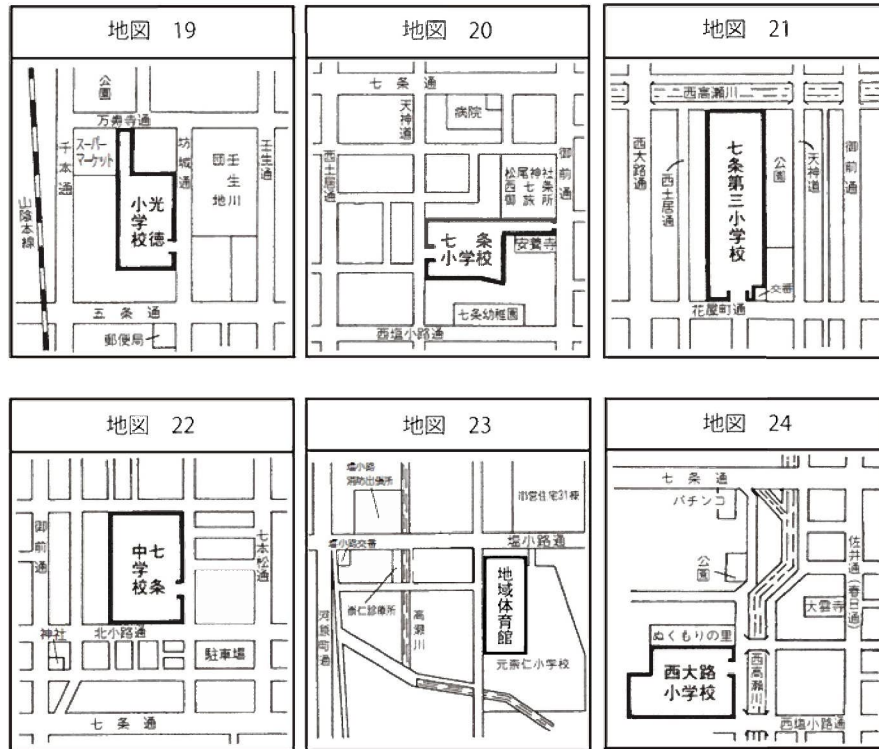 地図 19
公園
万寿寺通
スーパー
マーケット
千本通
坊城通
壬生川
団地
壬生通
山陰本線
光徳
小学校
五条通
郵便局
地図 20
七条通
天神道
病院
西土居通
御前通
松尾神社
西七条
御旅所
七条
小学校
安養寺
七条幼稚園
西塩小路通
地図 21
西高瀬川
西大路通
西土居通
七条第三小学校
公園
天神道
御前通
交番
花屋町通
地図 22
御前通
七条
中学校
七本松通
神社
北小路通
駐車場
七条通
地図 23
塩小路
消防出張所
市営住宅31棟
塩小路通
塩小路交番
地域体育館
崇仁診療所
河原町通
高瀬川
元崇仁小学校
地図 24
七条通
パチンコ
公園
佐井通(春日通)
大雲寺
ぬくもりの里
西大路
小学校
西高瀬川
西塩小路通